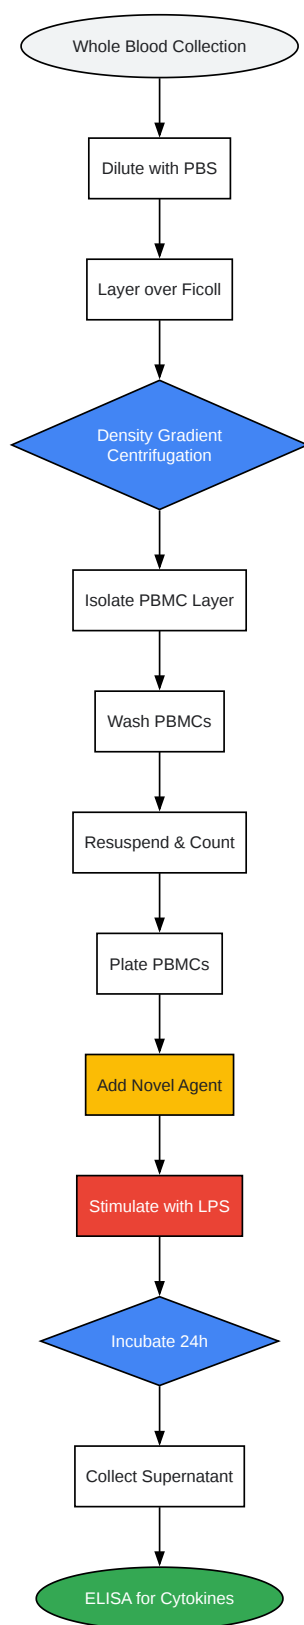 Whole Blood Collection
Dilute with PBS
Layer over Ficoll
Density Gradient
Centrifugation
Isolate PBMC Layer
Wash PBMCs
Resuspend & Count
Plate PBMCs
Add Novel Agent
Stimulate with LPS
Incubate 24h
Collect Supernatant
ELISA for Cytokines